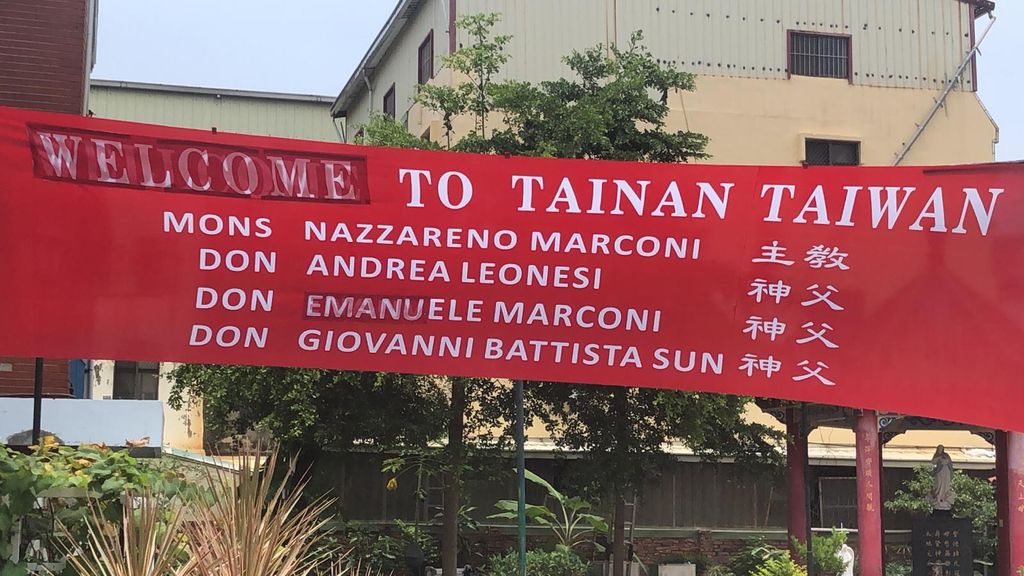 WELCOME TO TAINAN TAIWAN
MONS NAZZARENO MARCONI 主教
DON ANDREA LEONESI 神父
DON EMANUELE MARCONI 神父
DON GIOVANNI BATTISTA SUN 神父